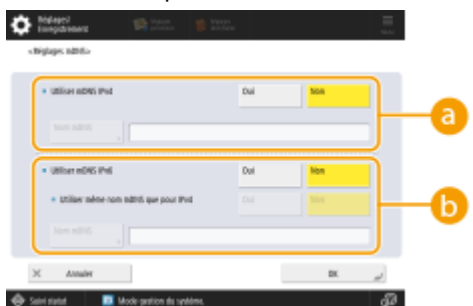 Réglages/
Enregistrement
<Réglages mDNS>
Utiliser mDNS IPv4
Oui
Non
a
Nom mDNS
Utiliser mDNS IPv6
Oui
Non
Utiliser même nom mDNS que pour IPv4
Oui
Non
b
Nom mDNS
Annuler
OK
Suivi statut
Mode gestion du système.